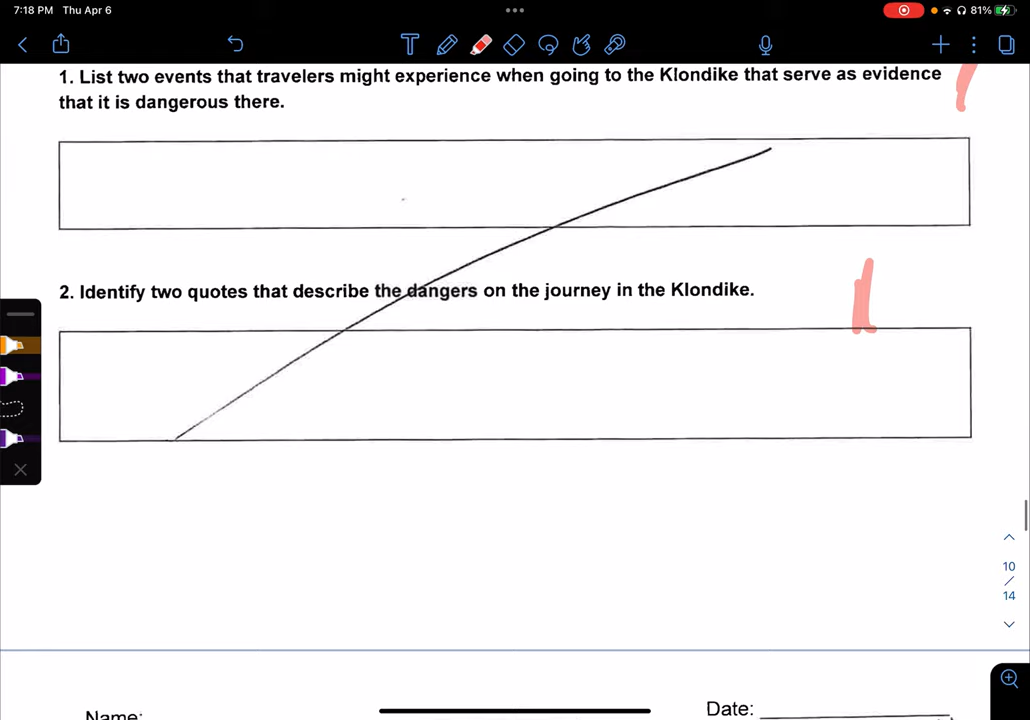 7:18 PM Thu Apr 6
81%
T
1. List two events that travelers might experience when going to the Klondike that serve as evidence
that it is dangerous there.
2. Identify two quotes that describe the dangers on the journey in the Klondike.
10
/
14
Name:
Date: